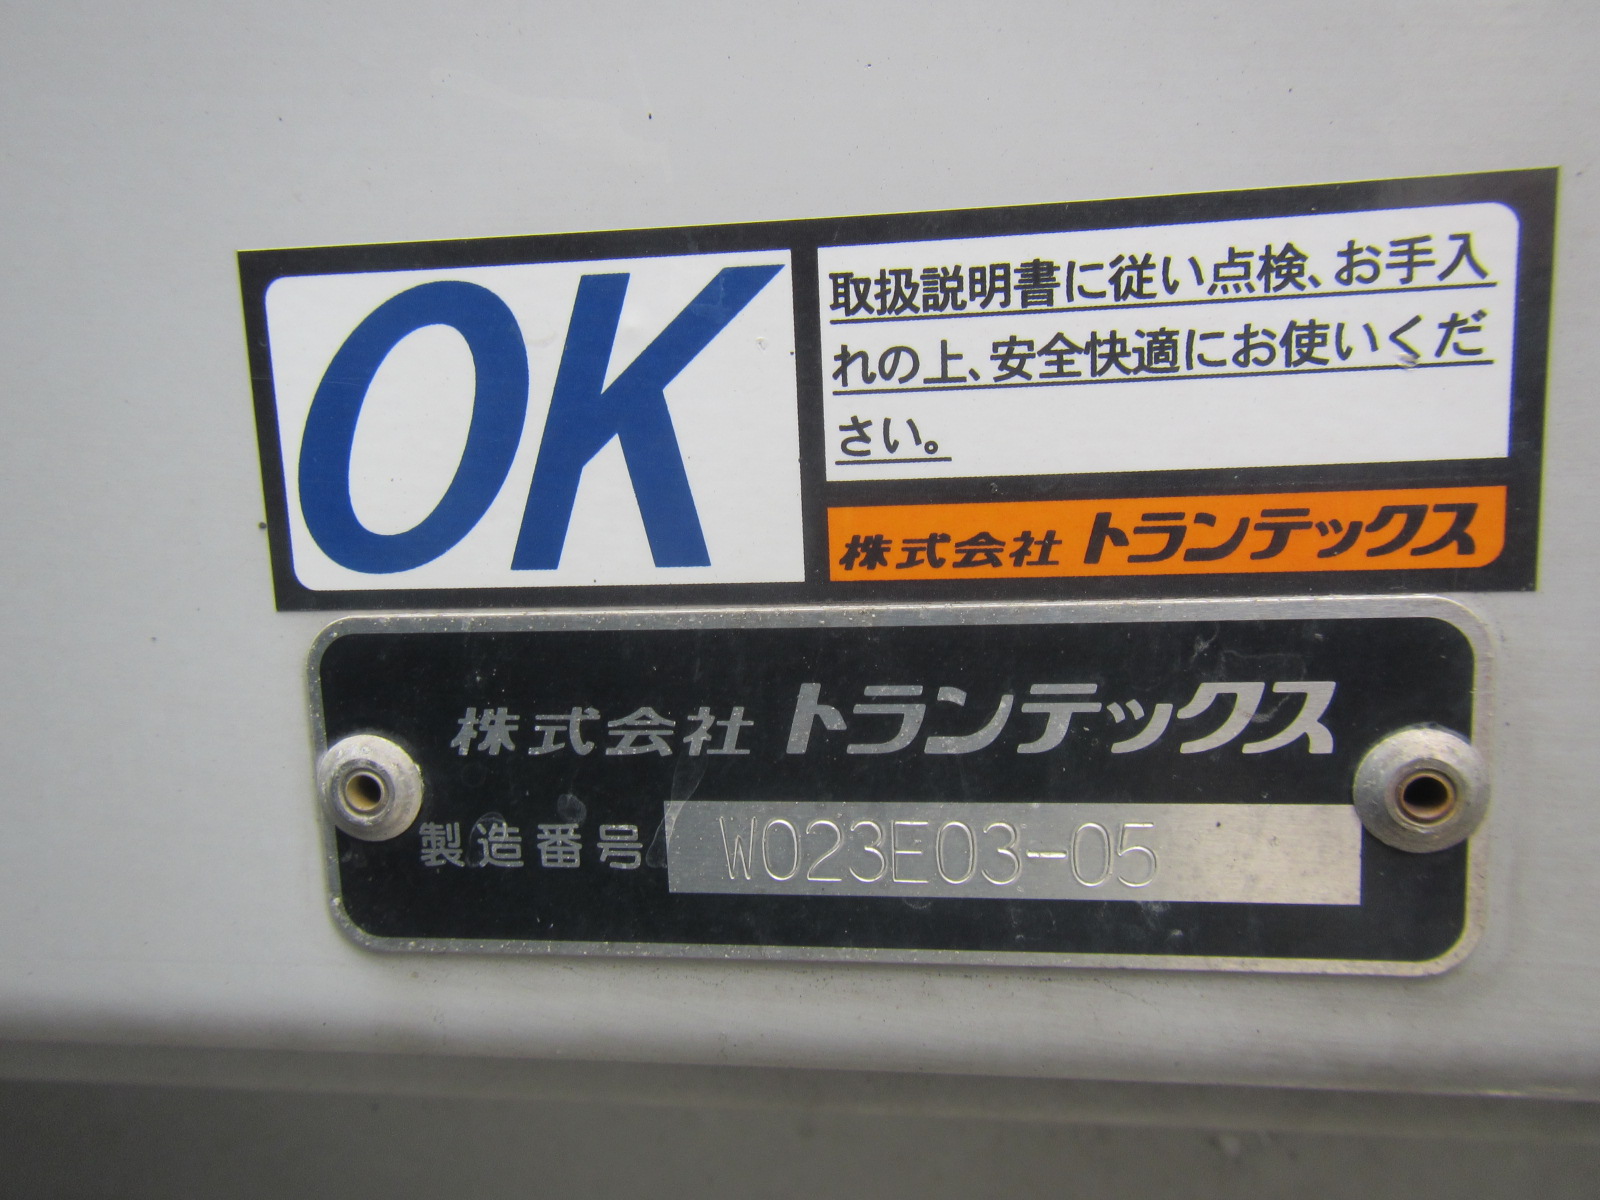 OK
取扱説明書に従い点検、お手入
れの上、安全快適にお使いくだ
さい。
株式会社 トランテックス
株式会社 トランテックス
製造番号 W023E03-05